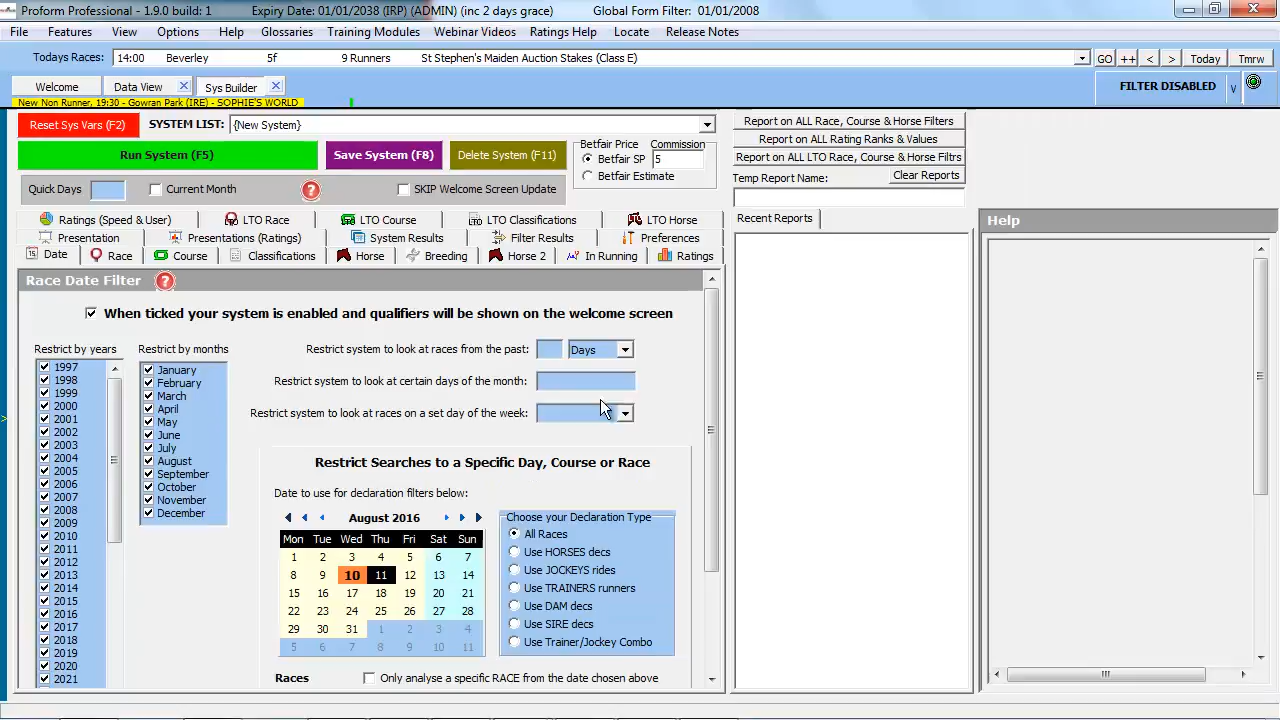 Proform Professional - 1.9.0 build: 1 Expiry Date: 01/01/2038 (IRP) (ADMIN) (inc 2 days grace) Global Form Filter: 01/01/2008
File Features View Options Help Glossaries Training Modules Webinar Videos Ratings Help Locate Release Notes
Todays Races: 14:00 Beverley 5f 9 Runners St Stephen's Maiden Auction Stakes (Class E) GO ++ < > Today Tmrw
Welcome Data View Sys Builder FILTER DISABLED V
New Non Runner, 19:30 - Gowran Park (IRE) - SOPHIE'S WORLD
Reset Sys Vars (F2) SYSTEM LIST: {New System}
Run System (F5) Save System (F8) Delete System (F11)
Betfair Price Commission
Betfair SP 5
Betfair Estimate
Quick Days Current Month SKIP Welcome Screen Update
Report on ALL Race, Course & Horse Filters
Report on ALL Rating Ranks & Values
Report on ALL LTO Race, Course & Horse Filtrs
Temp Report Name: Clear Reports
Recent Reports
Help
Ratings (Speed & User) LTO Race LTO Course LTO Classifications LTO Horse
Presentation Presentations (Ratings) System Results Filter Results Preferences
Date Race Course Classifications Horse Breeding Horse 2 In Running Ratings
Race Date Filter
When ticked your system is enabled and qualifiers will be shown on the welcome screen
Restrict by years
1997
1998
1999
2000
2001
2002
2003
2004
2005
2006
2007
2008
2009
2010
2011
2012
2013
2014
2015
2016
2017
2018
2019
2020
2021
Restrict by months
January
February
March
April
May
June
July
August
September
October
November
December
Restrict system to look at races from the past: Days
Restrict system to look at certain days of the month:
Restrict system to look at races on a set day of the week:
Restrict Searches to a Specific Day, Course or Race
Date to use for declaration filters below:
August 2016
Mon Tue Wed Thu Fri Sat Sun
1 2 3 4 5 6 7
8 9 10 11 12 13 14
15 16 17 18 19 20 21
22 23 24 25 26 27 28
29 30 31 1 2 3 4
5 6 7 8 9 10 11
Choose your Declaration Type
All Races
Use HORSES decs
Use JOCKEYS rides
Use TRAINERS runners
Use DAM decs
Use SIRE decs
Use Trainer/Jockey Combo
Races Only analyse a specific RACE from the date chosen above